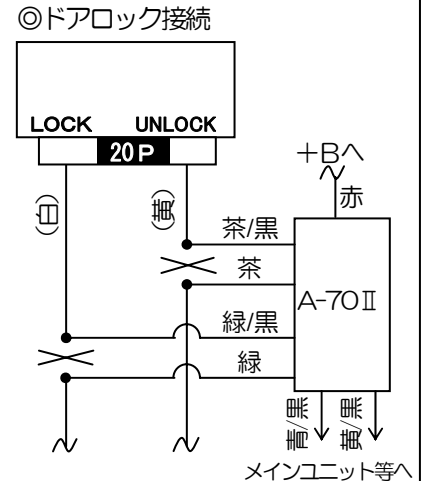 ◎ドアロック接続
LOCK UNLOCK
20P
+Bへ
赤
(白)
(黄)
茶/黒
茶
A-70Ⅱ
緑/黒
緑
青/黒
黄/黒
メインユニット等へ